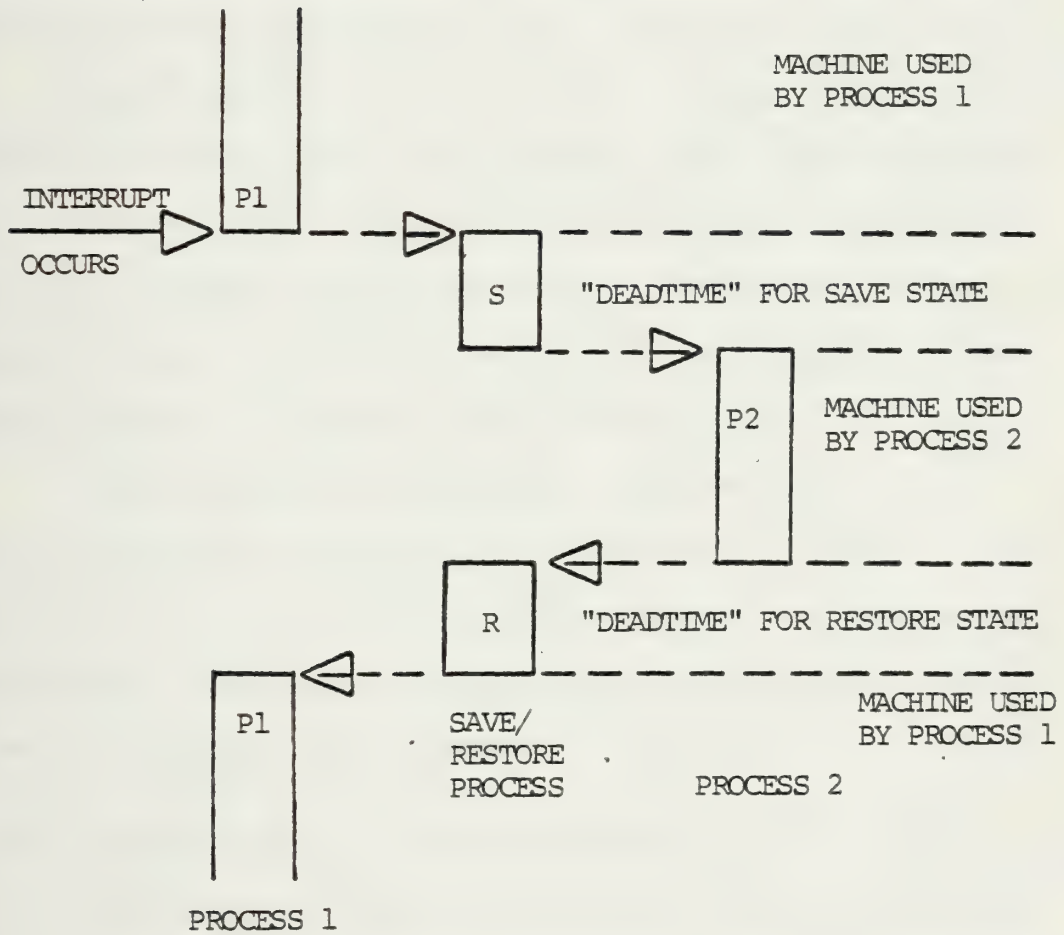 MACHINE USED
BY PROCESS 1
INTERRUPT
P1
OCCURS
S
"DEADTIME" FOR SAVE STATE
P2
MACHINE USED
BY PROCESS 2
R
"DEADTIME" FOR RESTORE STATE
P1
SAVE/
RESTORE
PROCESS
MACHINE USED
BY PROCESS 1
PROCESS 2
PROCESS 1